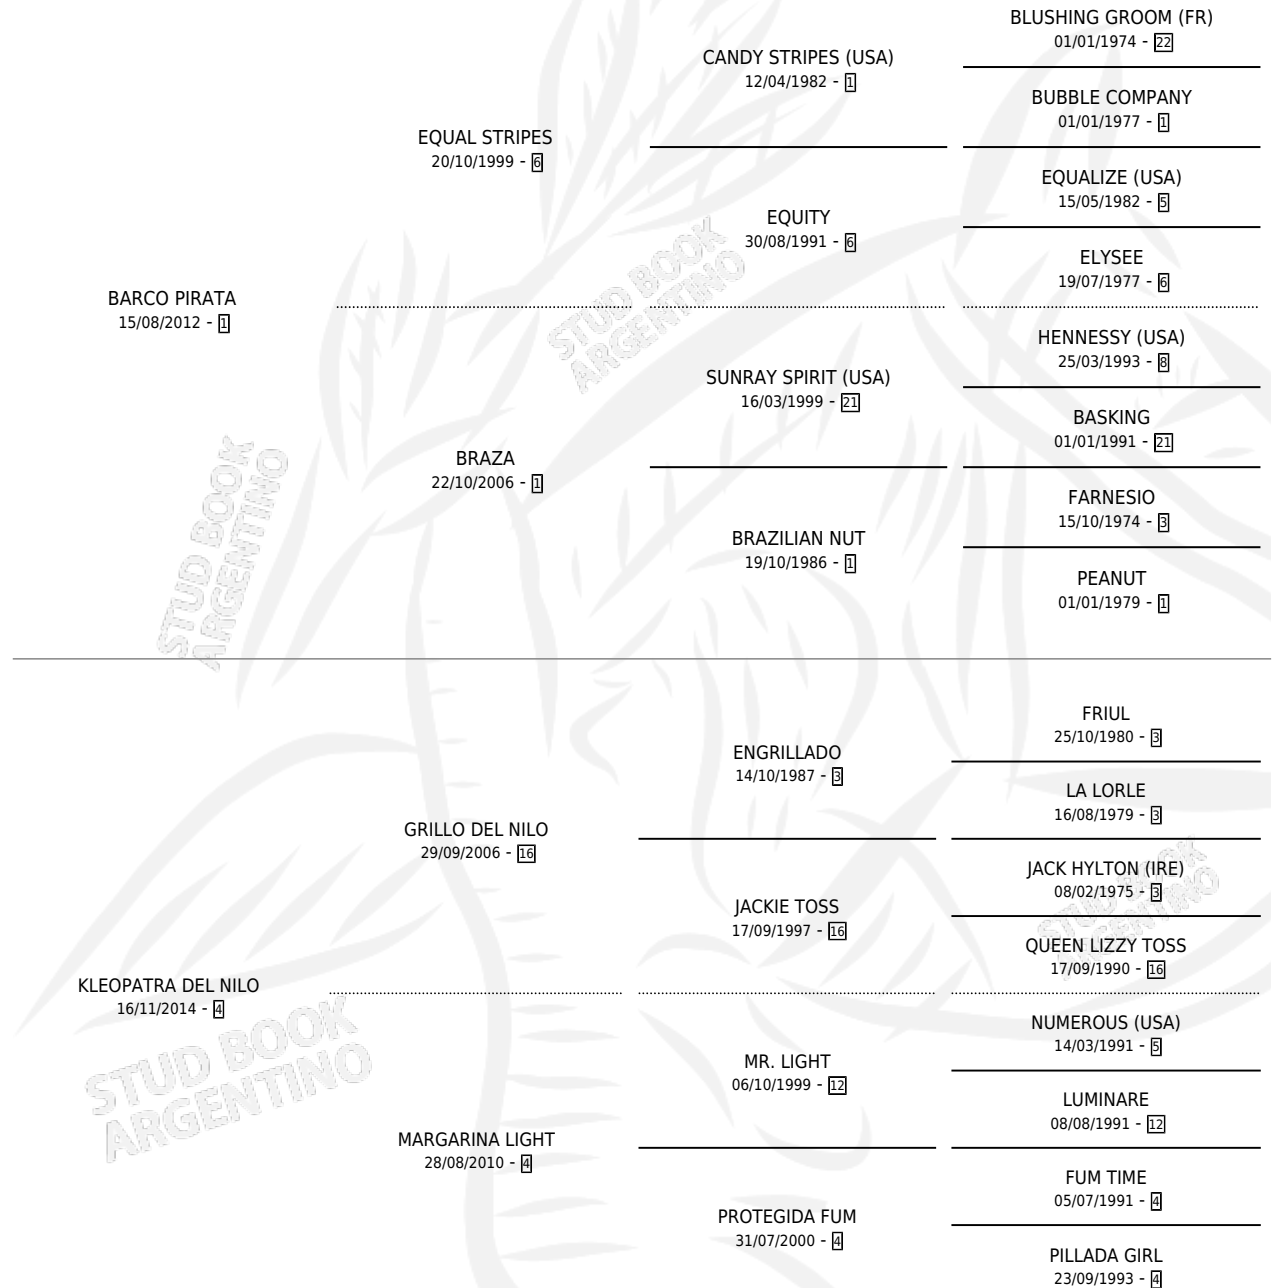 BLUSHING GROOM (FR)
01/01/1974 - 22
CANDY STRIPES (USA)
12/04/1982 - 1
BUBBLE COMPANY
01/01/1977 - 1
EQUAL STRIPES
20/10/1999 - 6
EQUALIZE (USA)
15/05/1982 - 5
EQUITY
30/08/1991 - 6
ELYSEE
19/07/1977 - 6
BARCO PIRATA
15/08/2012 - 1
HENNESSY (USA)
25/03/1993 - 8
SUNRAY SPIRIT (USA)
16/03/1999 - 21
BASKING
01/01/1991 - 21
BRAZA
22/10/2006 - 1
FARNESIO
15/10/1974 - 3
BRAZILIAN NUT
19/10/1986 - 1
PEANUT
01/01/1979 - 1
FRIUL
25/10/1980 - 3
ENGRILLADO
14/10/1987 - 3
LA LORLE
16/08/1979 - 3
GRILLO DEL NILO
29/09/2006 - 16
JACK HYLTON (IRE)
08/02/1975 - 3
JACKIE TOSS
17/09/1997 - 16
QUEEN LIZZY TOSS
17/09/1990 - 16
KLEOPATRA DEL NILO
16/11/2014 - 4
NUMEROUS (USA)
14/03/1991 - 5
MR. LIGHT
06/10/1999 - 12
LUMINARE
08/08/1991 - 12
MARGARINA LIGHT
28/08/2010 - 4
FUM TIME
05/07/1991 - 4
PROTEGIDA FUM
31/07/2000 - 4
PILLADA GIRL
23/09/1993 - 4
STUD BOOK
ARGENTINO
STUD BOOK
ARGENTINO
STUD BOOK
ARGENTINO
STUD BOOK
ARGENTINO